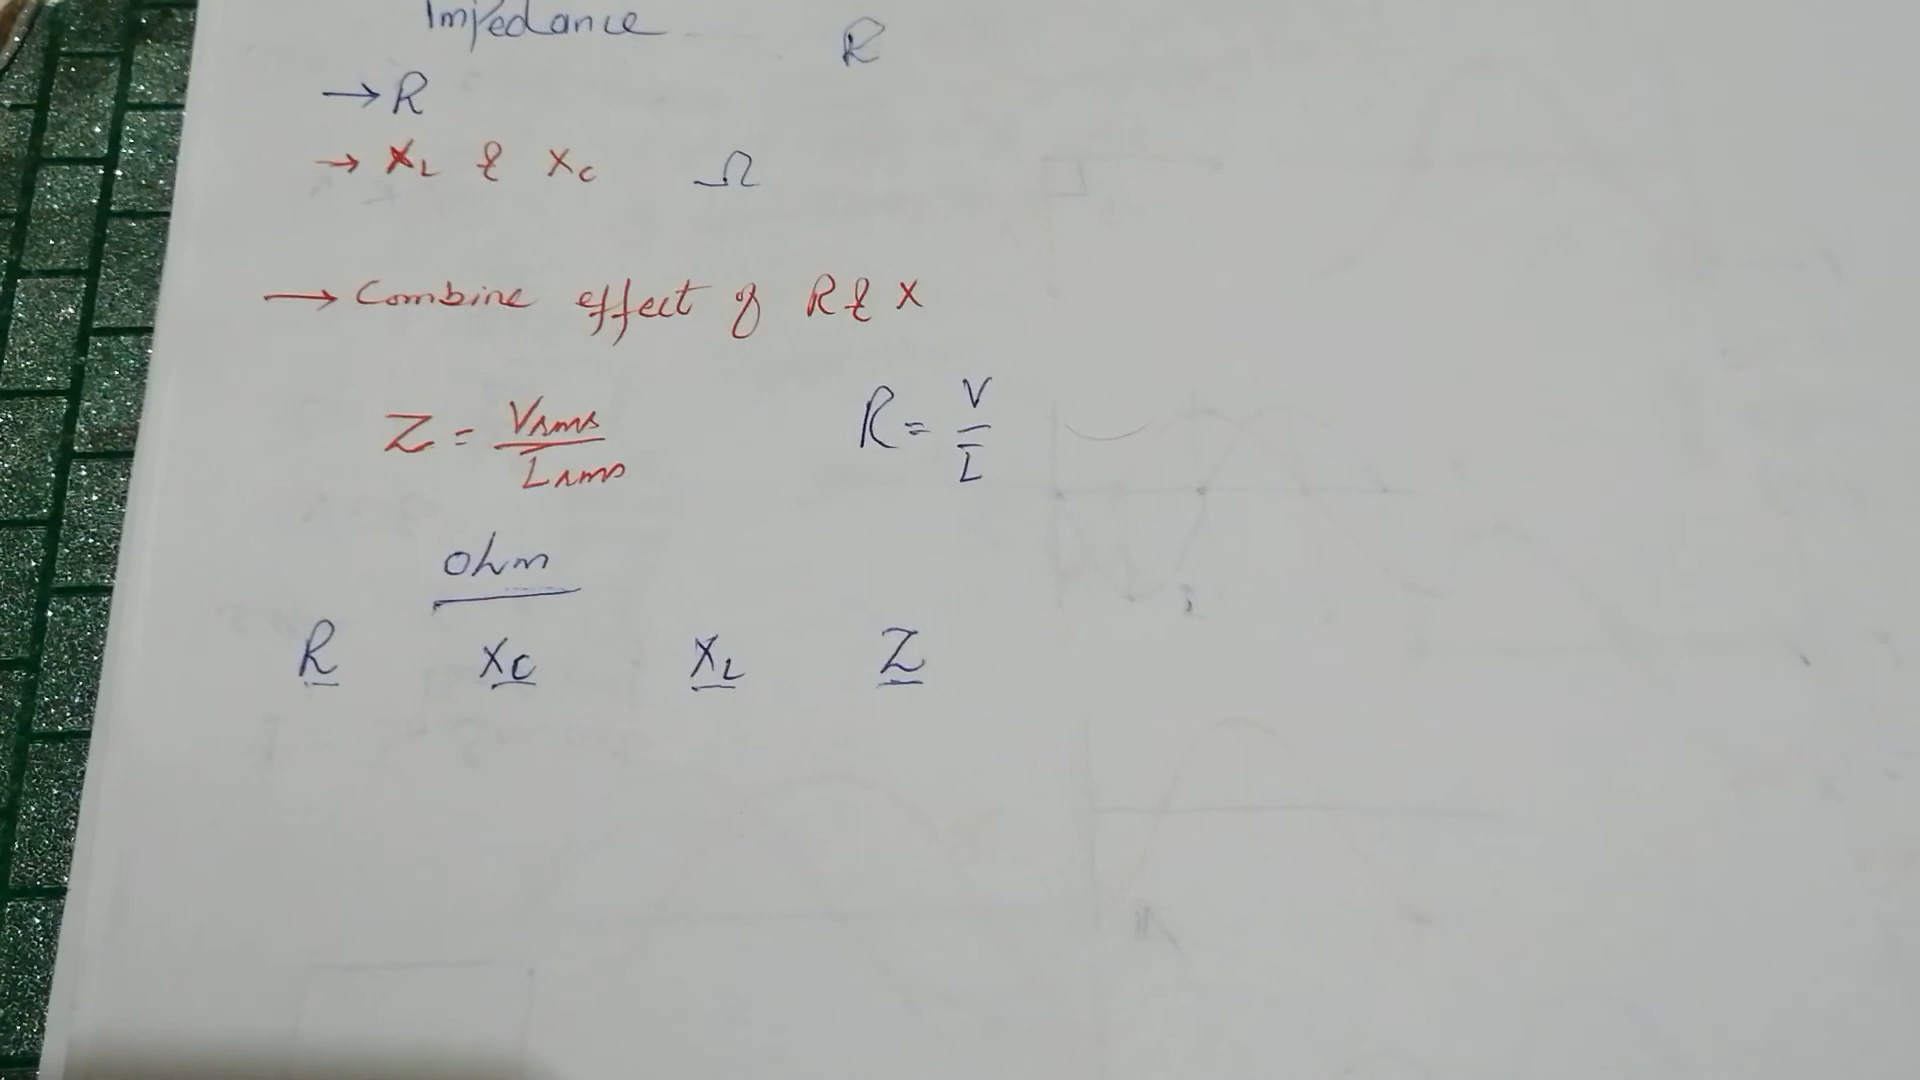 Impedance R
→ R
→ XL & XC Ω
→ Combine effect of R & X
Z = Vrms / Irms R = V / I
ohm
R XC XL Z